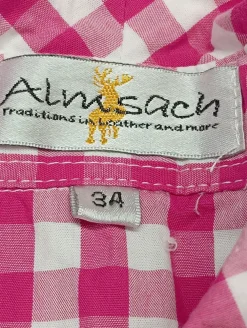 Almsach
Traditions in Leather and more
34